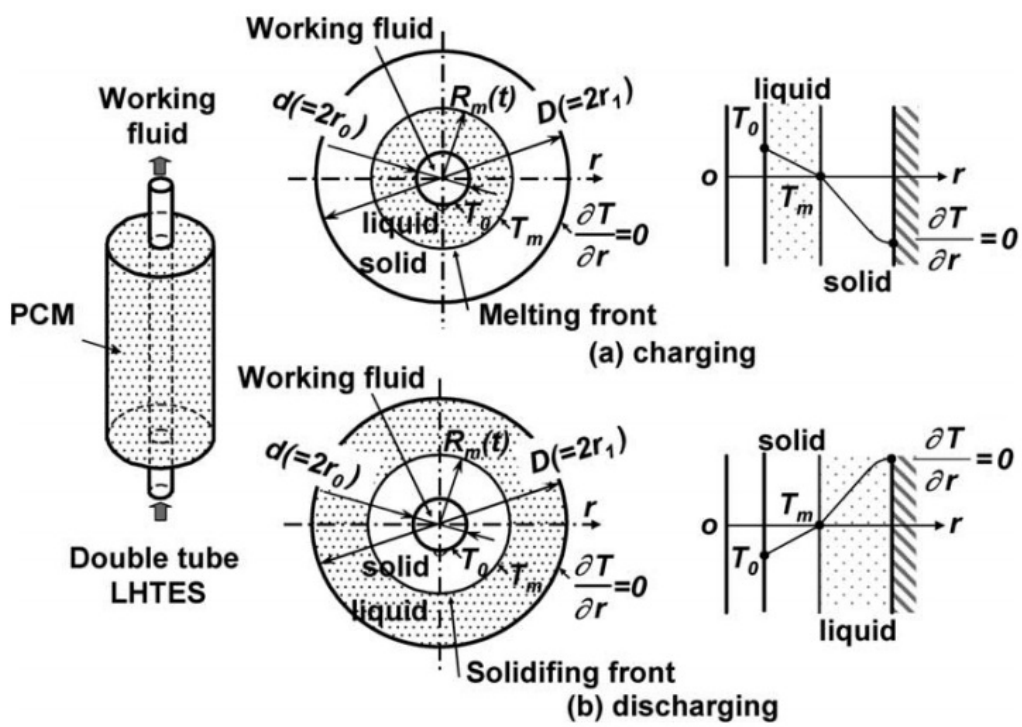 Working
fluid
PCM
Double tube
LHTES
Working fluid
d(=2r₀)
Rₘ(t)
D(=2r₁)
r
T₀
Tₘ
liquid
solid
∂T/∂r=0
Melting front
liquid
T₀
o
r
Tₘ
∂T/∂r=0
solid
(a) charging
Working fluid
d(=2r₀)
Rₘ(t)
D(=2r₁)
r
T₀
Tₘ
solid
liquid
∂T/∂r=0
Solidifing front
solid
∂T/∂r=0
Tₘ
o
r
T₀
liquid
(b) discharging